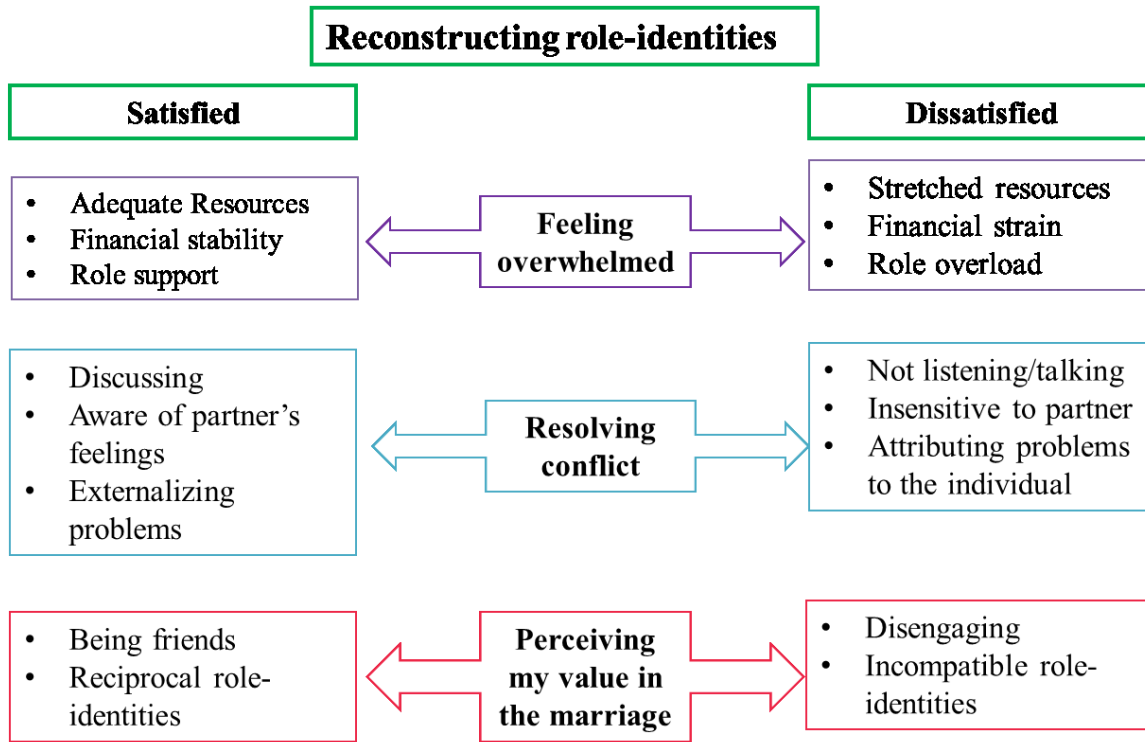 Reconstructing role-identities
Satisfied
Dissatisfied
• Adequate Resources
• Financial stability
• Role support
Feeling
overwhelmed
• Stretched resources
• Financial strain
• Role overload
• Discussing
• Aware of partner’s
feelings
• Externalizing
problems
Resolving
conflict
• Not listening/talking
• Insensitive to partner
• Attributing problems
to the individual
• Being friends
• Reciprocal role-
identities
Perceiving
my value in
the marriage
• Disengaging
• Incompatible role-
identities